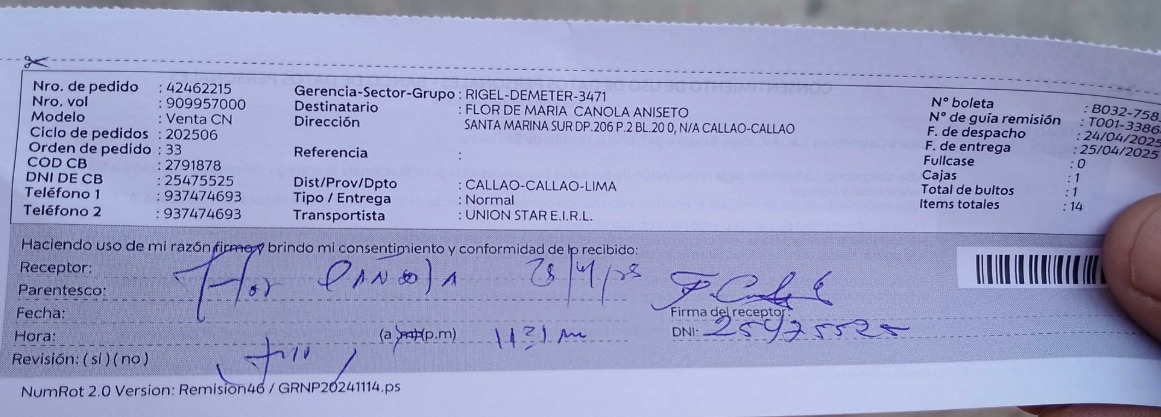 Nro. de pedido : 42462215
Nro. vol : 909957000
Modelo : Venta CN
Ciclo de pedidos : 202506
Orden de pedido : 33
COD CB : 2791878
DNI DE CB : 25475525
Teléfono 1 : 937474693
Teléfono 2 : 937474693
Gerencia-Sector-Grupo : RIGEL-DEMETER-3471
Destinatario : FLOR DE MARIA CANOLA ANISETO
Dirección SANTA MARINA SUR DP.206 P.2 BL.20 0, N/A CALLAO-CALLAO
Referencia :
Dist/Prov/Dpto : CALLAO-CALLAO-LIMA
Tipo / Entrega : Normal
Transportista : UNION STAR E.I.R.L.
N° boleta : B032-758
N° de guía remisión : T001-3386
F. de despacho : 24/04/2025
F. de entrega : 25/04/2025
Fullcase : 0
Cajas : 1
Total de bultos : 1
Items totales : 14
Haciendo uso de mi razón firmo y brindo mi consentimiento y conformidad de lo recibido:
Receptor: Flor
Parentesco:
Fecha:
Hora: (a.m)(p.m)
Revisión: ( si ) ( no )
Firma del receptor:
DNI: 25475525
NumRot 2.0 Version: Remision46 / GRNP20241114.ps